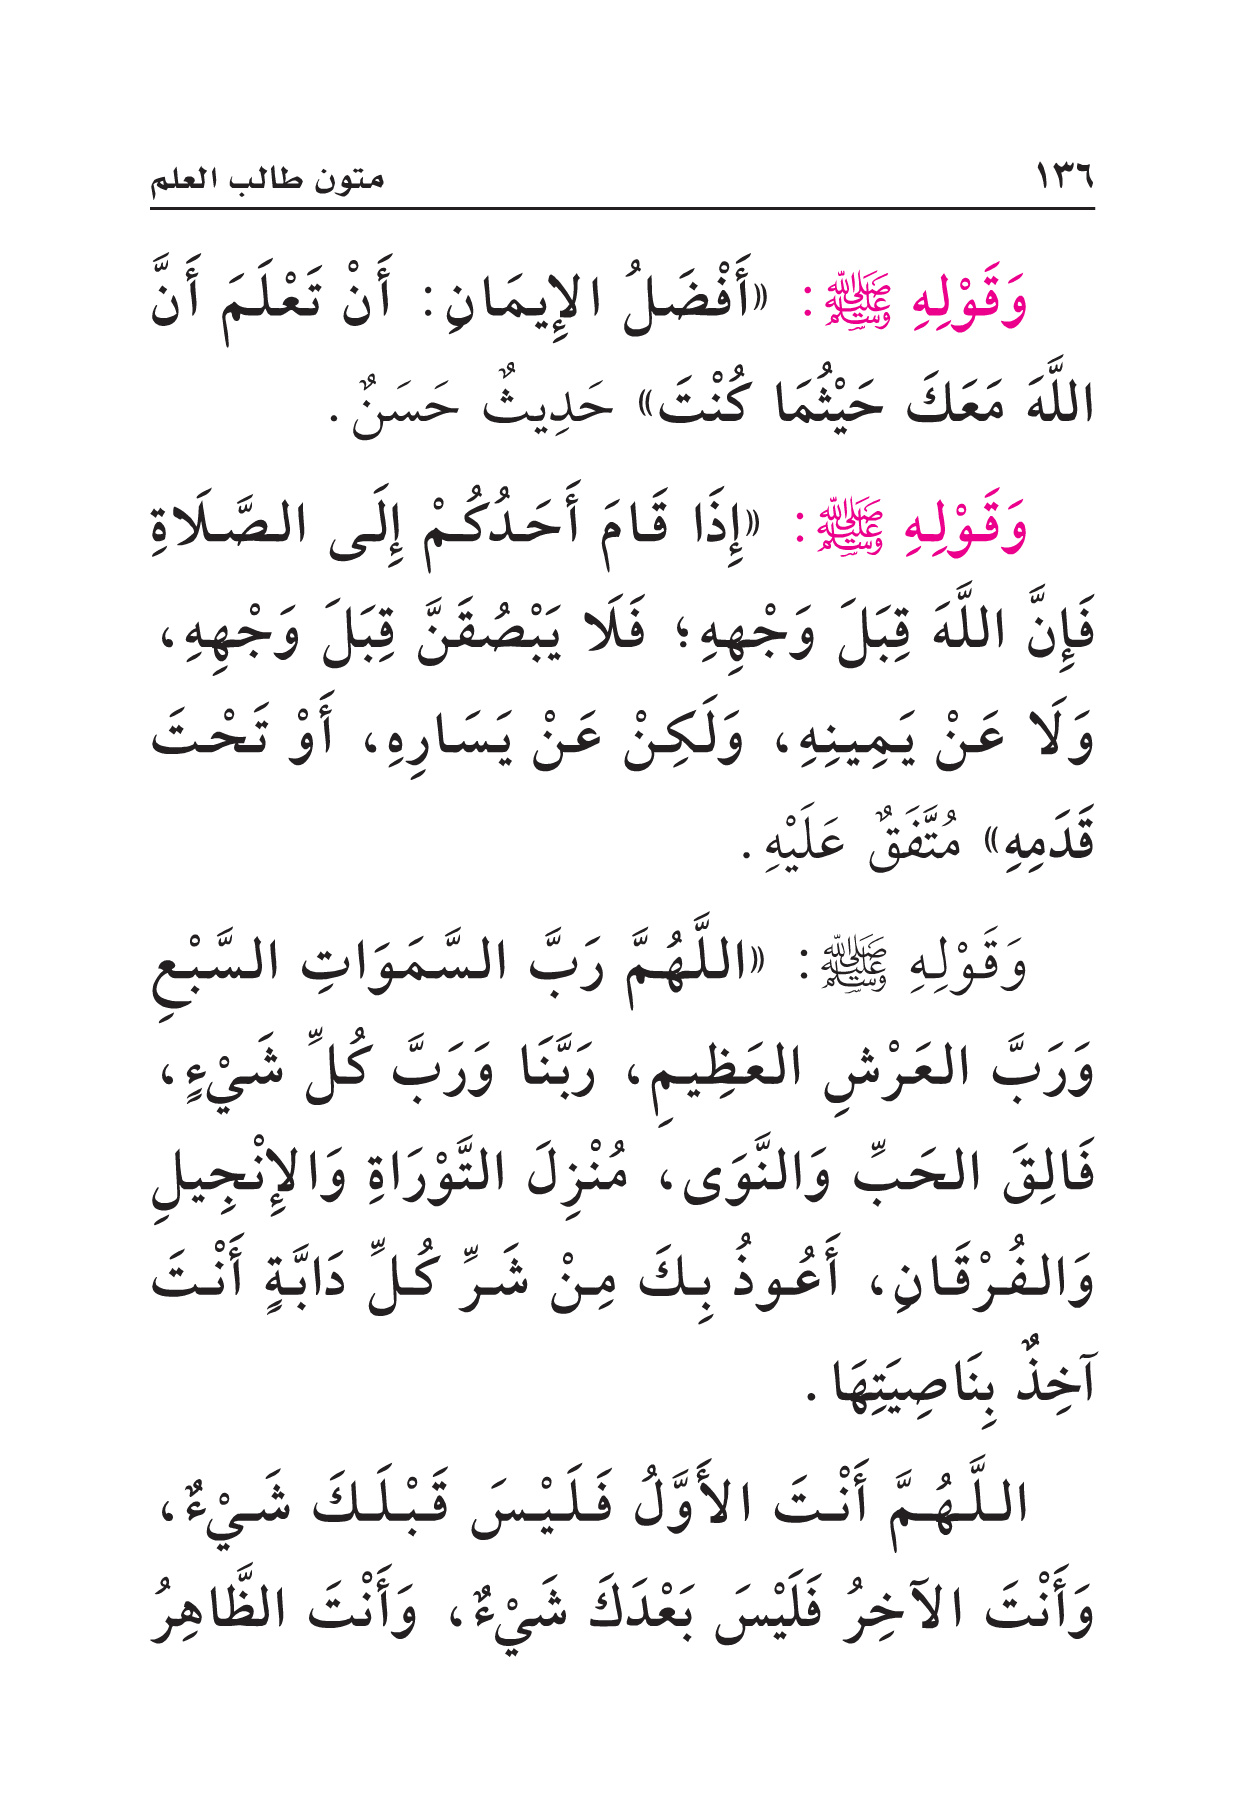 ١٣٦ متون طالب العلم
وَقَوْلِهِ ﷺ: «أَفْضَلُ الإِيمَانِ: أَنْ تَعْلَمَ أَنَّ
اللَّهَ مَعَكَ حَيْثُمَا كُنْتَ» حَدِيثٌ حَسَنٌ.
وَقَوْلِهِ ﷺ: «إِذَا قَامَ أَحَدُكُمْ إِلَى الصَّلَاةِ
فَإِنَّ اللَّهَ قِبَلَ وَجْهِهِ؛ فَلَا يَبْصُقَنَّ قِبَلَ وَجْهِهِ،
وَلَا عَنْ يَمِينِهِ، وَلَكِنْ عَنْ يَسَارِهِ، أَوْ تَحْتَ
قَدَمِهِ» مُتَّفَقٌ عَلَيْهِ.
وَقَوْلِهِ ﷺ: «اللَّهُمَّ رَبَّ السَّمَوَاتِ السَّبْعِ
وَرَبَّ العَرْشِ العَظِيمِ، رَبَّنَا وَرَبَّ كُلِّ شَيْءٍ،
فَالِقَ الحَبِّ وَالنَّوَى، مُنْزِلَ التَّوْرَاةِ وَالإِنْجِيلِ
وَالفُرْقَانِ، أَعُوذُ بِكَ مِنْ شَرِّ كُلِّ دَابَّةٍ أَنْتَ
آخِذٌ بِنَاصِيَتِهَا.
اللَّهُمَّ أَنْتَ الأَوَّلُ فَلَيْسَ قَبْلَكَ شَيْءٌ،
وَأَنْتَ الآخِرُ فَلَيْسَ بَعْدَكَ شَيْءٌ، وَأَنْتَ الظَّاهِرُ